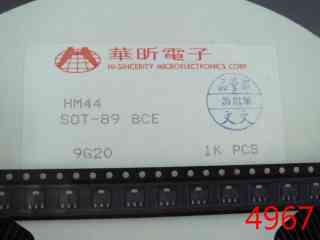 華昕電子
HI-SINCERITY MICROELECTRONICS CORP.
HM44
SOT-89 BCE
9G20
1K PCS
4967